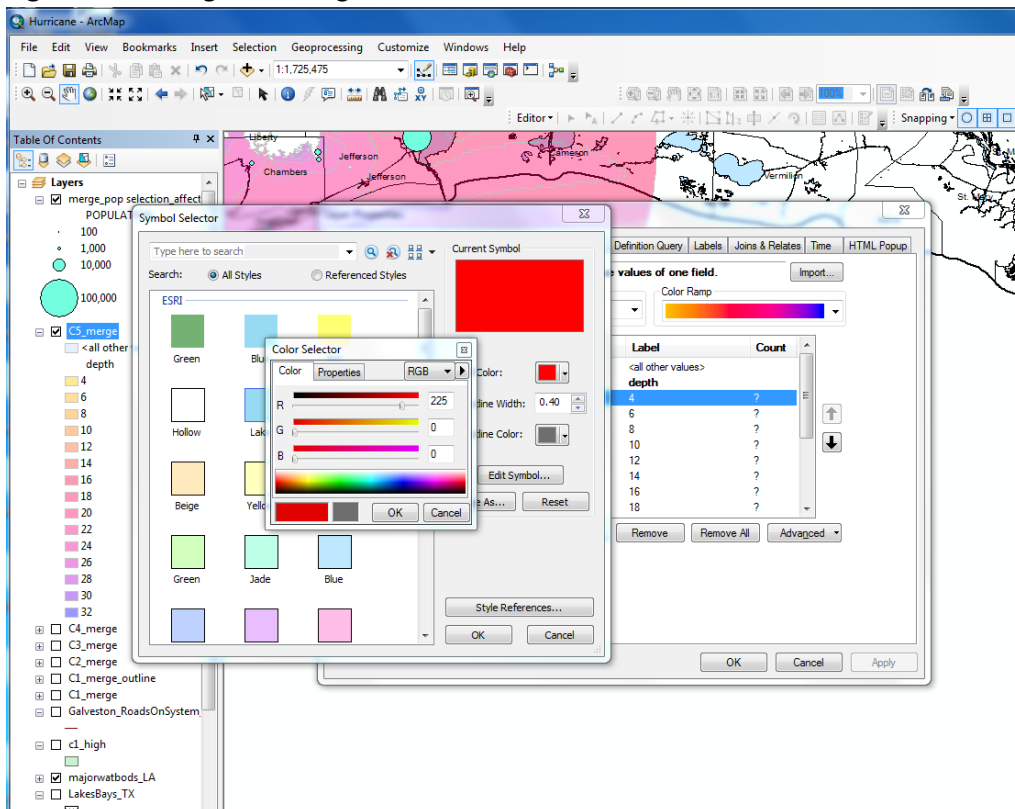 Hurricane - ArcMap
File Edit View Bookmarks Insert Selection Geoprocessing Customize Windows Help
1:1,725,475
100%
Editor
Snapping
Table Of Contents
Layers
merge_pop selection_affect
POPULAT
100
1,000
10,000
100,000
C5_merge
<all other
depth
4
6
8
10
12
14
16
18
20
22
24
26
28
30
32
C4_merge
C3_merge
C2_merge
C1_merge_outline
C1_merge
Galveston_RoadsOnSystem_
c1_high
majorwatbods_LA
LakesBays_TX
Liberty
Chambers
Jefferson
Jefferson
Cameron
Vermilion
St. Mary
Symbol Selector
Type here to search
Search: All Styles Referenced Styles
ESRI
Green
Blu
Hollow
Lak
Beige
Yello
Green
Jade
Blue
Current Symbol
Color:
line Width: 0.40
line Color:
Edit Symbol...
e As...
Reset
Style References...
OK
Cancel
Color Selector
Color Properties RGB
R 225
G 0
B 0
OK Cancel
Definition Query Labels Joins & Relates Time HTML Popup
values of one field.
Import...
Color Ramp
Label Count
<all other values>
depth
4 ?
6 ?
8 ?
10 ?
12 ?
14 ?
16 ?
18 ?
Remove Remove All Advanced
OK Cancel Apply